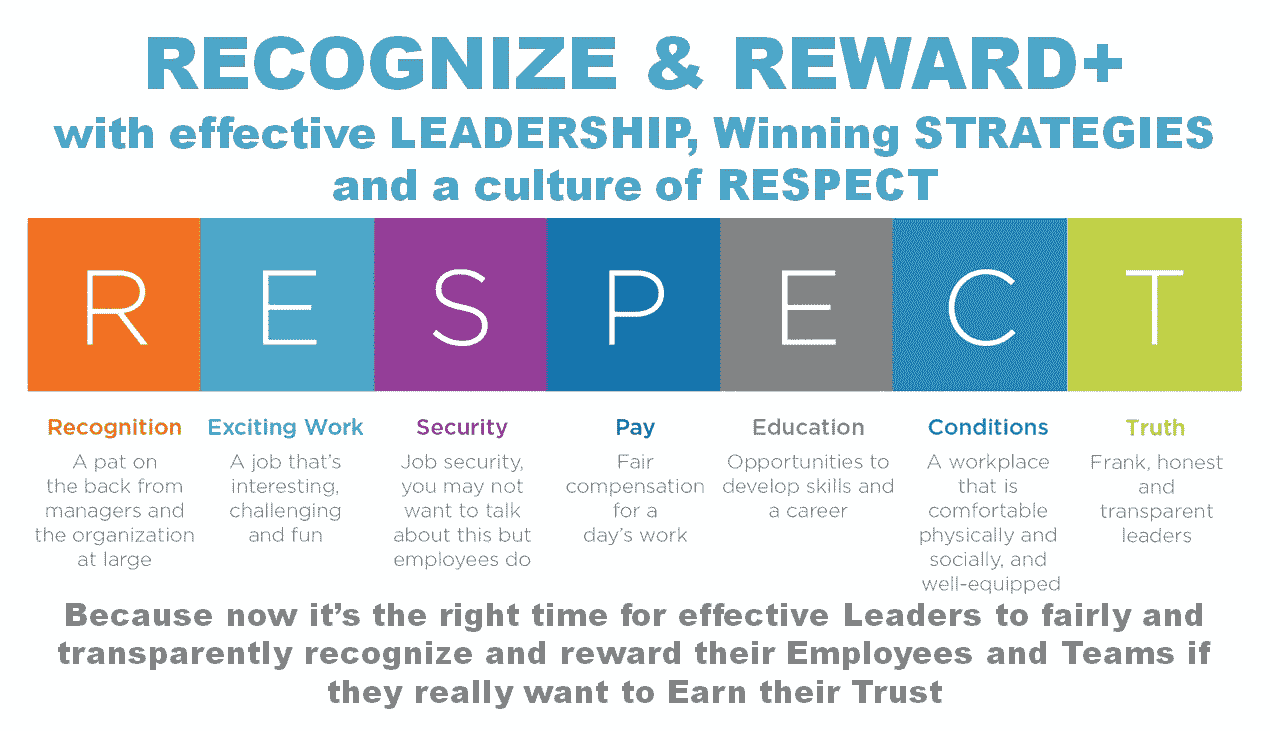 RECOGNIZE & REWARD+
with effective LEADERSHIP, Winning STRATEGIES
and a culture of RESPECT
R E S P E C T
Recognition
A pat on
the back from
managers and
the organization
at large
Exciting Work
A job that's
interesting,
challenging
and fun
Security
Job security,
you may not
want to talk
about this but
employees do
Pay
Fair
compensation
for a
day's work
Education
Opportunities to
develop skills and
a career
Conditions
A workplace
that is
comfortable
physically and
socially, and
well-equipped
Truth
Frank, honest
and
transparent
leaders
Because now it's the right time for effective Leaders to fairly and
transparently recognize and reward their Employees and Teams if
they really want to Earn their Trust